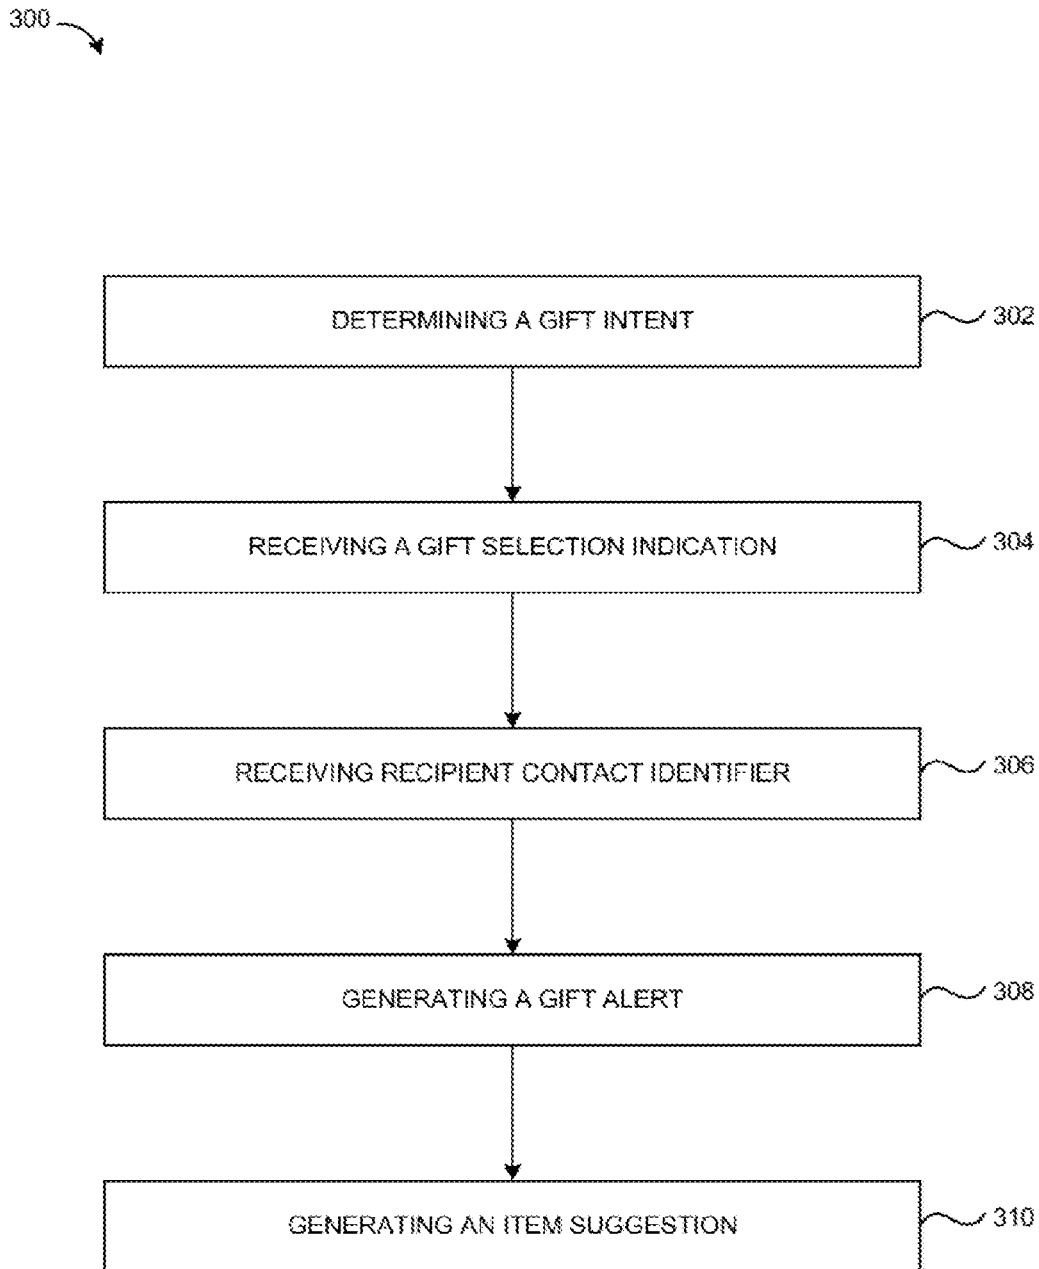 300
DETERMINING A GIFT INTENT
302
RECEIVING A GIFT SELECTION INDICATION
304
RECEIVING RECIPIENT CONTACT IDENTIFIER
306
GENERATING A GIFT ALERT
308
GENERATING AN ITEM SUGGESTION
310